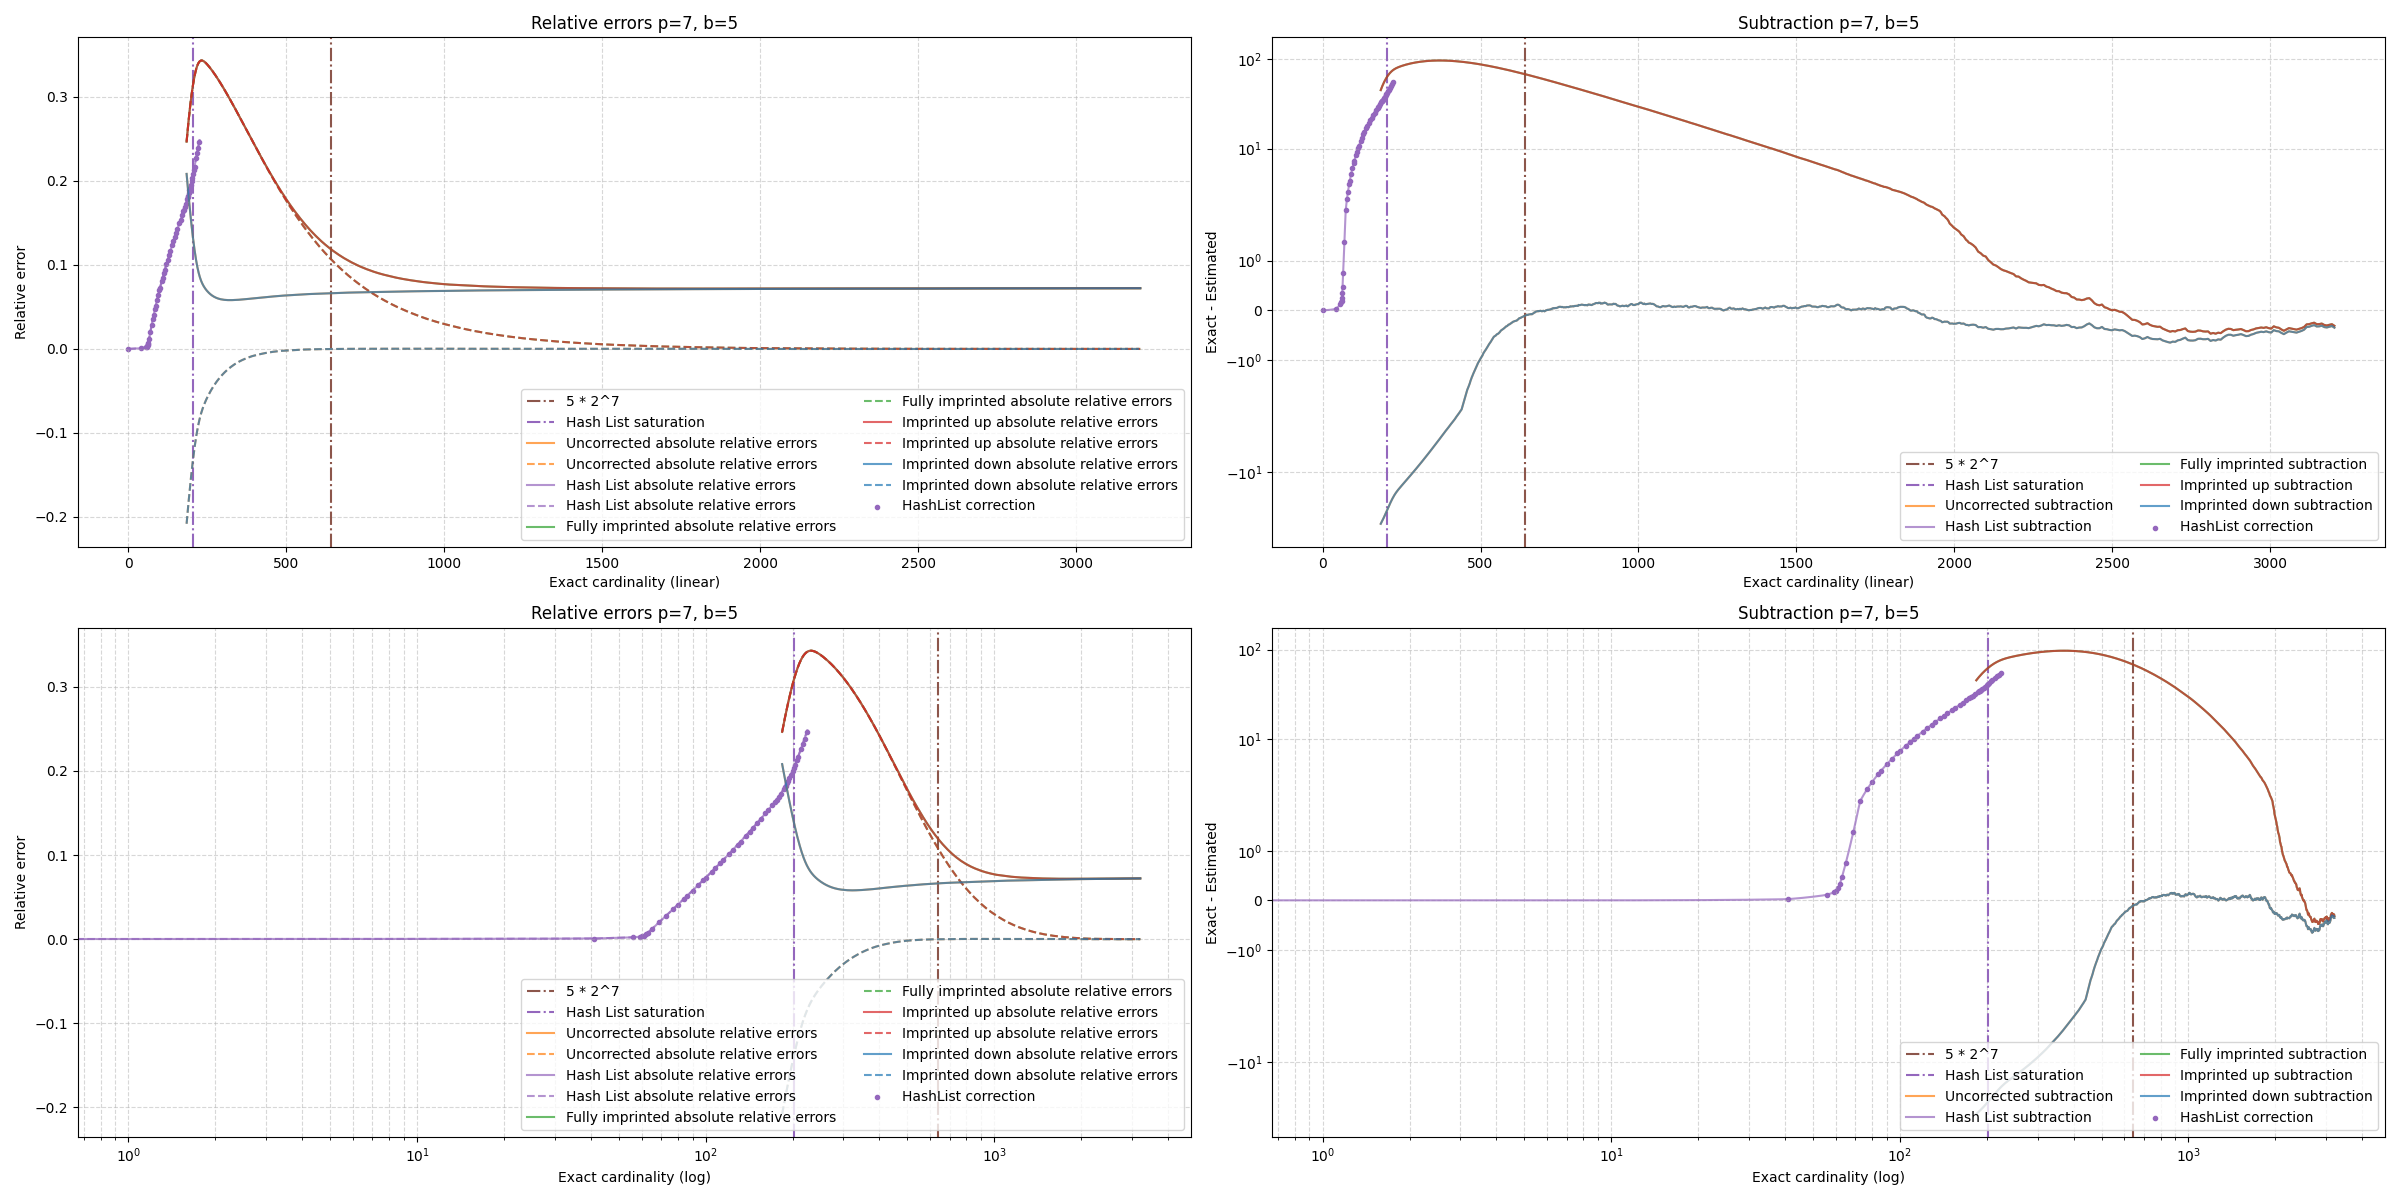 Relative errors p=7, b=5
0.3
0.2
0.1
0.0
−0.1
−0.2
Relative error
0
500
1000
1500
2000
2500
3000
Exact cardinality (linear)
5 * 2^7
Hash List saturation
Uncorrected absolute relative errors
Uncorrected absolute relative errors
Hash List absolute relative errors
Hash List absolute relative errors
Fully imprinted absolute relative errors
Fully imprinted absolute relative errors
Imprinted up absolute relative errors
Imprinted up absolute relative errors
Imprinted down absolute relative errors
Imprinted down absolute relative errors
HashList correction
Subtraction p=7, b=5
10^2
10^1
10^0
0
−10^0
−10^1
Exact - Estimated
0
500
1000
1500
2000
2500
3000
Exact cardinality (linear)
5 * 2^7
Hash List saturation
Uncorrected subtraction
Hash List subtraction
Fully imprinted subtraction
Imprinted up subtraction
Imprinted down subtraction
HashList correction
Relative errors p=7, b=5
0.3
0.2
0.1
0.0
−0.1
−0.2
Relative error
10^0
10^1
10^2
10^3
Exact cardinality (log)
5 * 2^7
Hash List saturation
Uncorrected absolute relative errors
Uncorrected absolute relative errors
Hash List absolute relative errors
Hash List absolute relative errors
Fully imprinted absolute relative errors
Fully imprinted absolute relative errors
Imprinted up absolute relative errors
Imprinted up absolute relative errors
Imprinted down absolute relative errors
Imprinted down absolute relative errors
HashList correction
Subtraction p=7, b=5
10^2
10^1
10^0
0
−10^0
−10^1
Exact - Estimated
10^0
10^1
10^2
10^3
Exact cardinality (log)
5 * 2^7
Hash List saturation
Uncorrected subtraction
Hash List subtraction
Fully imprinted subtraction
Imprinted up subtraction
Imprinted down subtraction
HashList correction